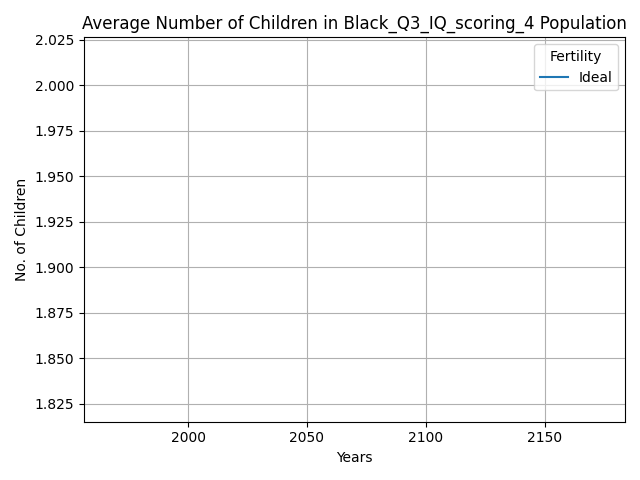 Average Number of Children in Black_Q3_IQ_scoring_4 Population
Fertility
Ideal
2.025
2.000
1.975
1.950
1.925
1.900
1.875
1.850
1.825
No. of Children
2000
2050
2100
2150
Years